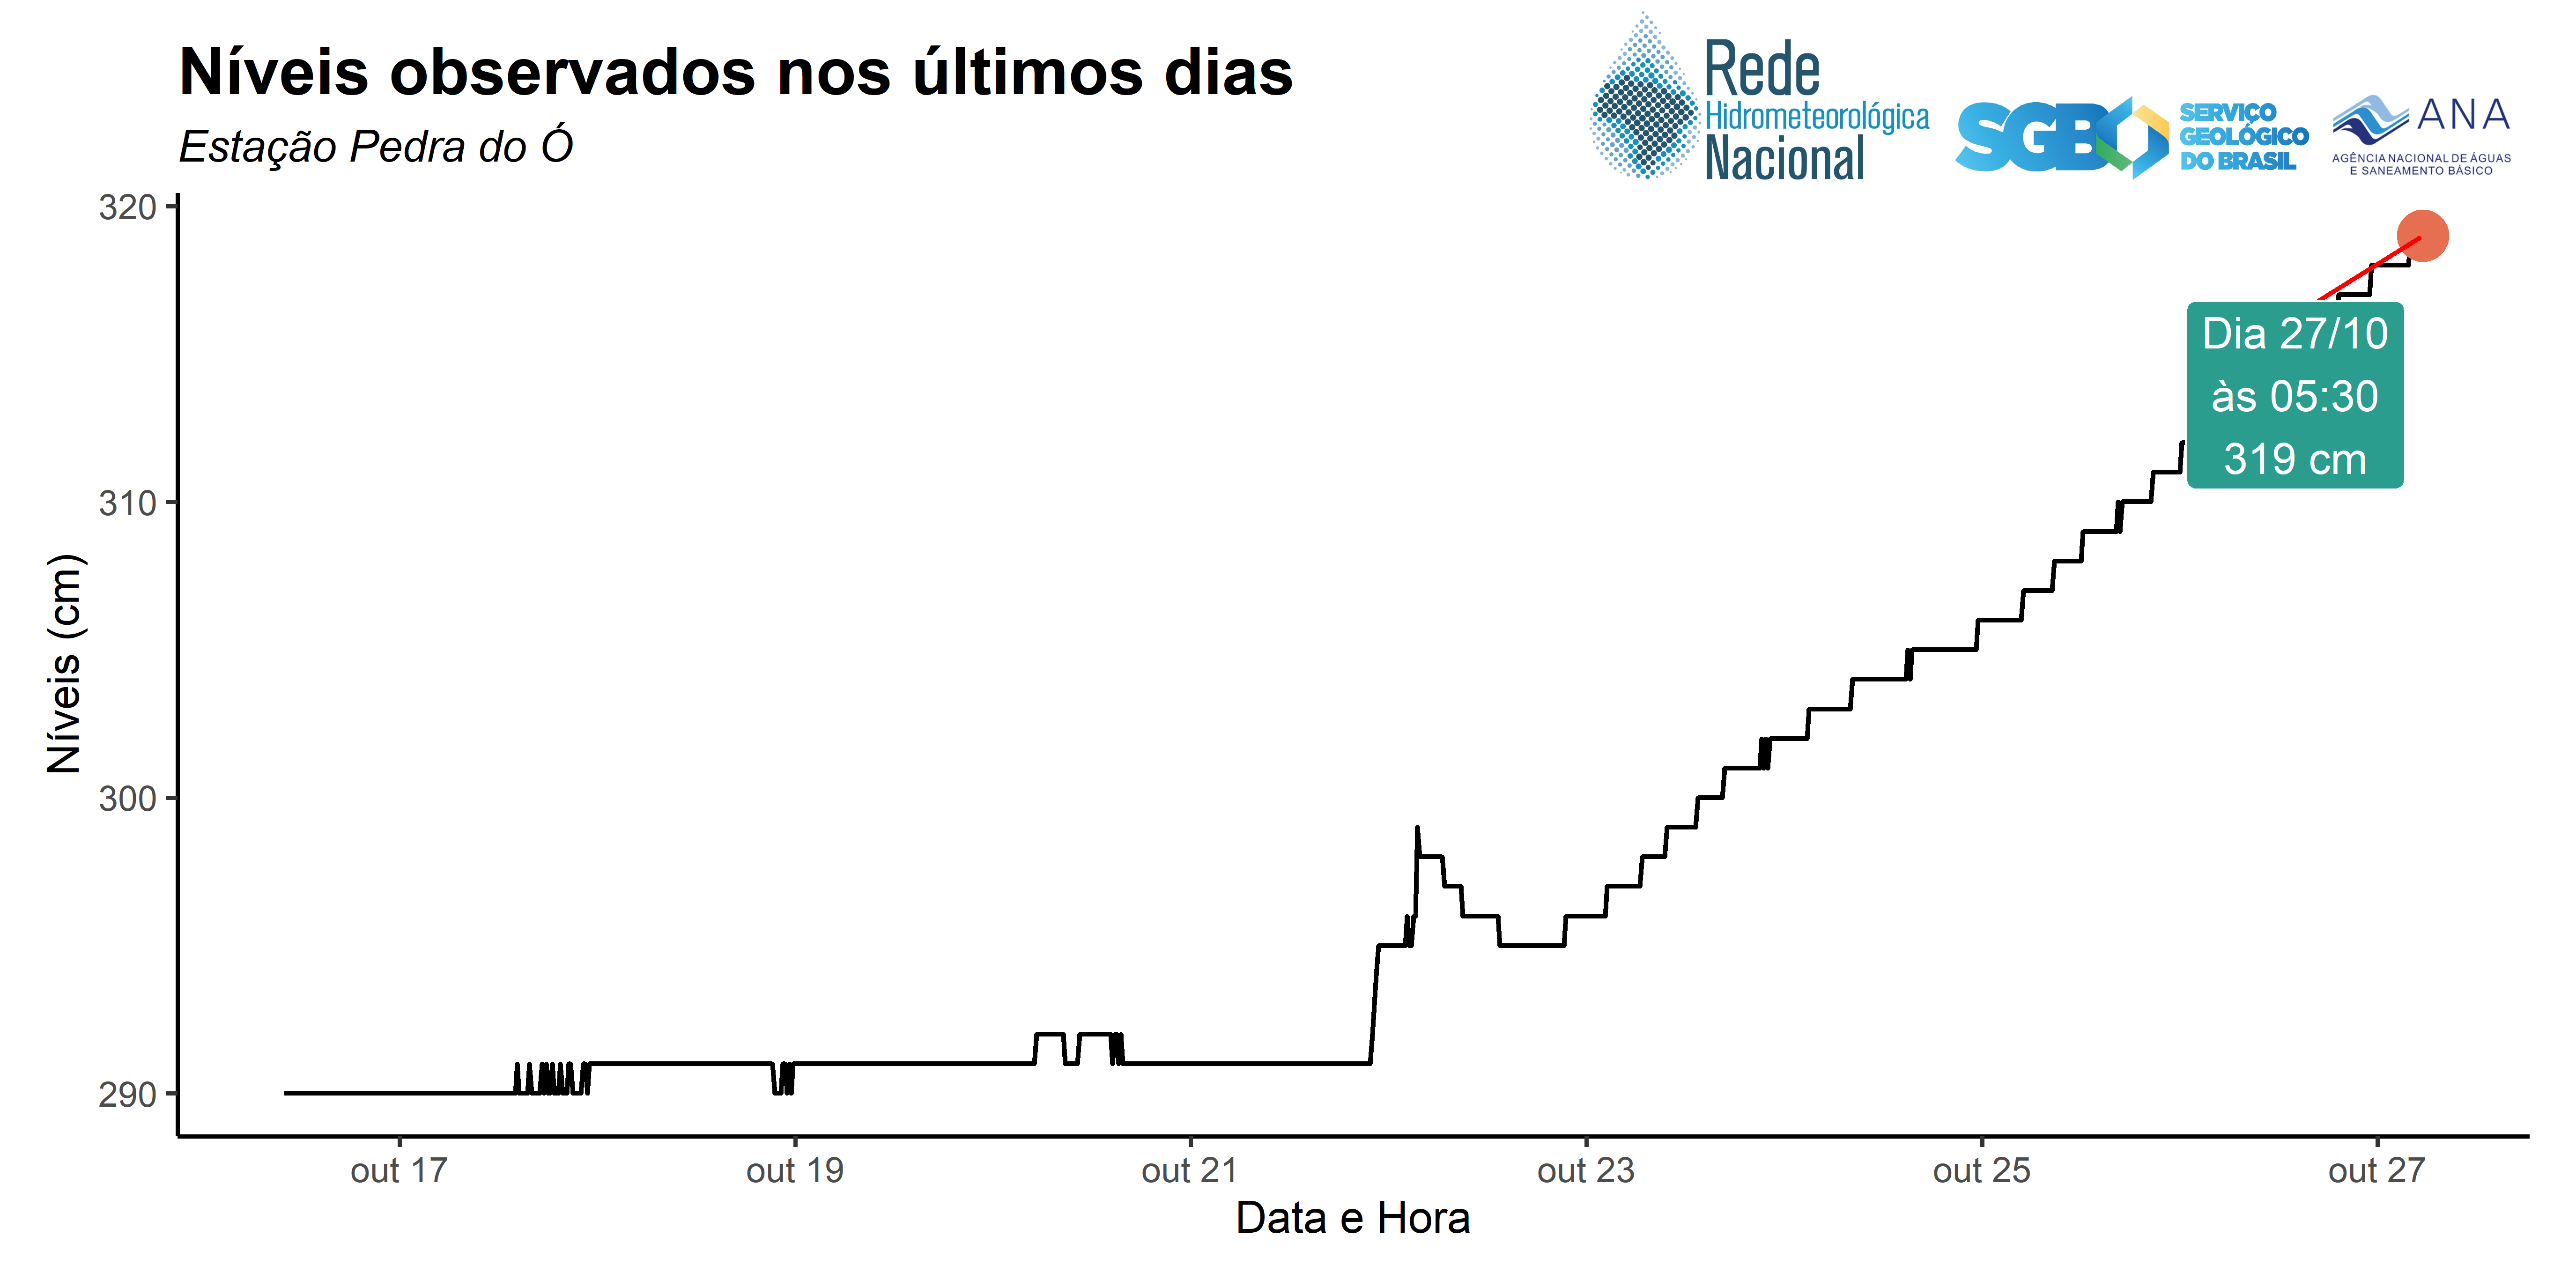 Níveis observados nos últimos dias
Estação Pedra do Ó
Rede
Hidrometeorológica
Nacional
SGB
SERVIÇO
GEOLÓGICO
DO BRASIL
ANA
AGÊNCIA NACIONAL DE ÁGUAS
E SANEAMENTO BÁSICO
320
310
300
290
Níveis (cm)
Dia 27/10
às 05:30
319 cm
out 17
out 19
out 21
out 23
out 25
out 27
Data e Hora